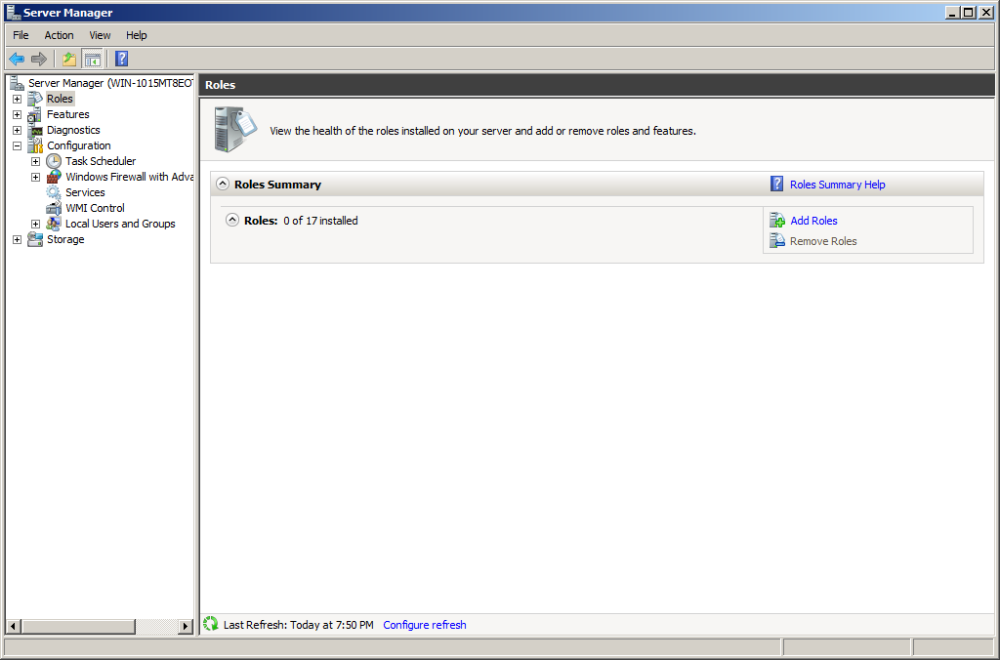 Server Manager
File Action View Help
Server Manager (WIN-1015MT8EO
Roles
Features
Diagnostics
Configuration
Task Scheduler
Windows Firewall with Adva
Services
WMI Control
Local Users and Groups
Storage
Roles
View the health of the roles installed on your server and add or remove roles and features.
Roles Summary
Roles Summary Help
Roles: 0 of 17 installed
Add Roles
Remove Roles
Last Refresh: Today at 7:50 PM Configure refresh